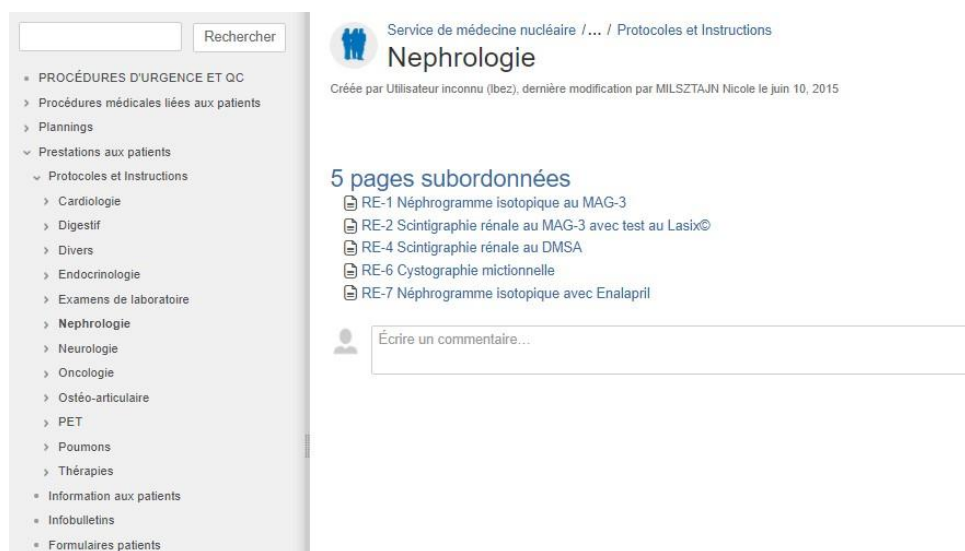 Rechercher
PROCÉDURES D'URGENCE ET QC
Procédures médicales liées aux patients
Plannings
Prestations aux patients
Protocoles et Instructions
Cardiologie
Digestif
Divers
Endocrinologie
Examens de laboratoire
Nephrologie
Neurologie
Oncologie
Ostéo-articulaire
PET
Poumons
Thérapies
Information aux patients
Infobulletins
Formulaires patients
Service de médecine nucléaire /... / Protocoles et Instructions
Nephrologie
Créée par Utilisateur inconnu (lbez), dernière modification par MILSZTAJN Nicole le juin 10, 2015
5 pages subordonnées
RE-1 Néphrogramme isotopique au MAG-3
RE-2 Scintigraphie rénale au MAG-3 avec test au Lasix©
RE-4 Scintigraphie rénale au DMSA
RE-6 Cystographie mictionnelle
RE-7 Néphrogramme isotopique avec Enalapril
Écrire un commentaire...